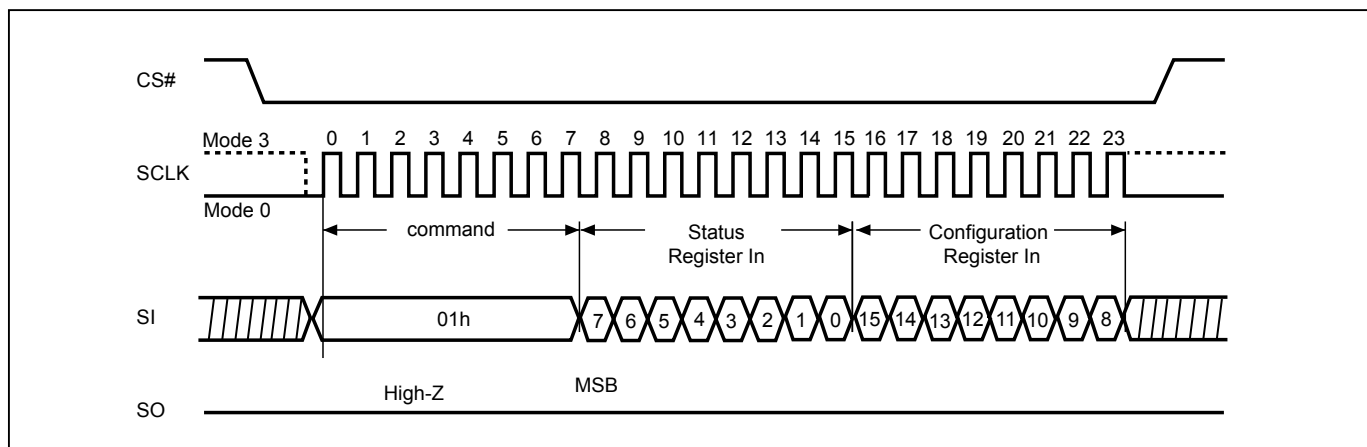 CS#
Mode 3
0 1 2 3 4 5 6 7 8 9 10 11 12 13 14 15 16 17 18 19 20 21 22 23
SCLK
Mode 0
command
Status
Register In
Configuration
Register In
SI
01h
7 6 5 4 3 2 1 0 15 14 13 12 11 10 9 8
High-Z
MSB
SO